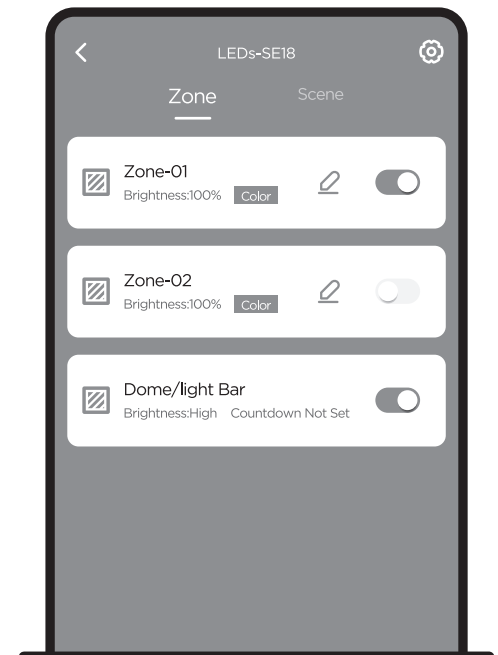 LEDs-SE18
Zone Scene
Zone-01
Brightness:100% Color
Zone-02
Brightness:100% Color
Dome/light Bar
Brightness:High Countdown Not Set